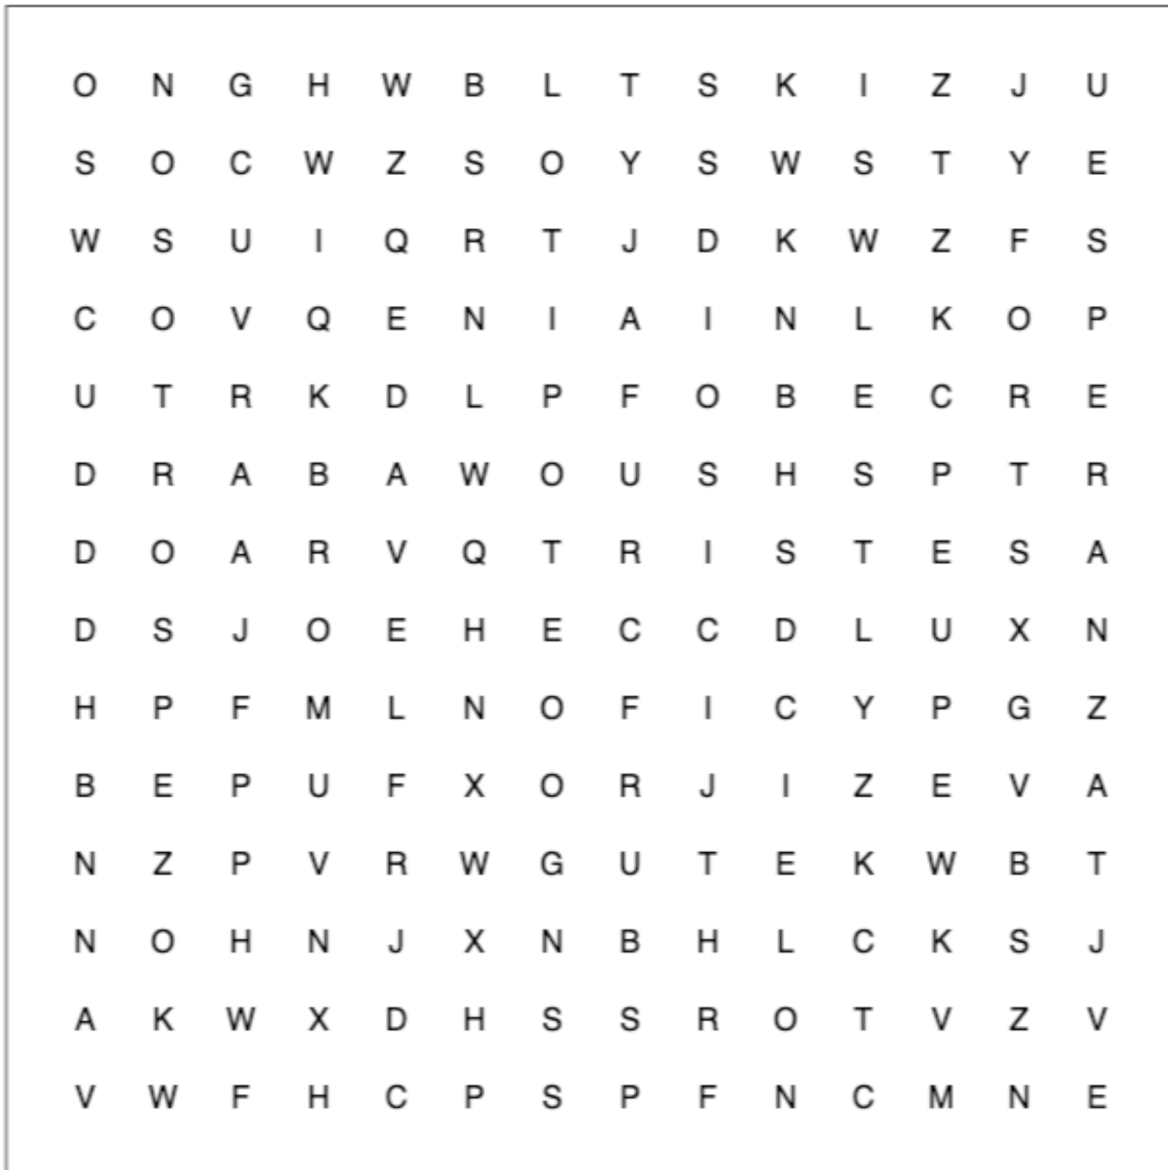 O N G H W B L T S K I Z J U
S O C W Z S O Y S W S T Y E
W S U I Q R T J D K W Z F S
C O V Q E N I A I N L K O P
U T R K D L P F O B E C R E
D R A B A W O U S H S P T R
D O A R V Q T R I S T E S A
D S J O E H E C C D L U X N
H P F M L N O F I C Y P G Z
B E P U F X O R J I Z E V A
N Z P V R W G U T E K W B T
N O H N J X N B H L C K S J
A K W X D H S S R O T V Z V
V W F H C P S P F N C M N E